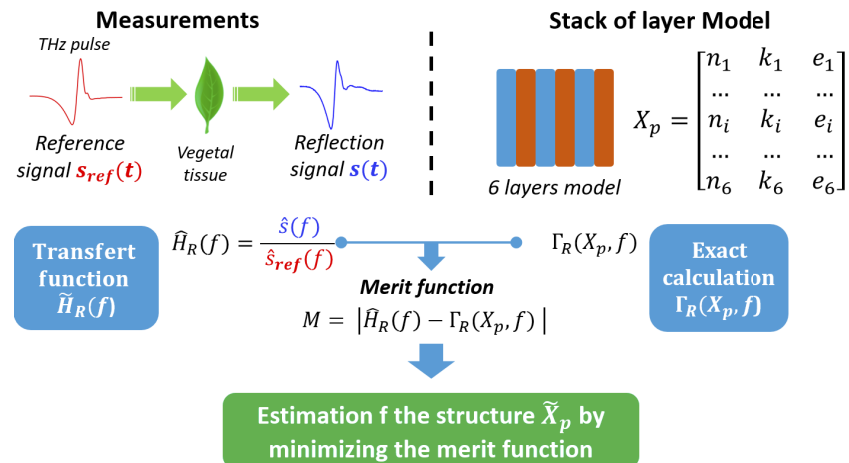 Measurements
THz pulse
Reference
signal s_ref(t)
Vegetal
tissue
Reflection
signal s(t)
Stack of layer Model
6 layers model
X_p = [n_1 k_1 e_1
... ... ...
n_i k_i e_i
... ... ...
n_6 k_6 e_6]
Transfert
function
H̃_R(f)
Ĥ_R(f) = ŝ(f) / ŝ_ref(f)
Γ_R(X_p, f)
Exact
calculation
Γ_R(X_p, f)
Merit function
M = |Ĥ_R(f) − Γ_R(X_p, f)|
Estimation f the structure X̃_p by
minimizing the merit function